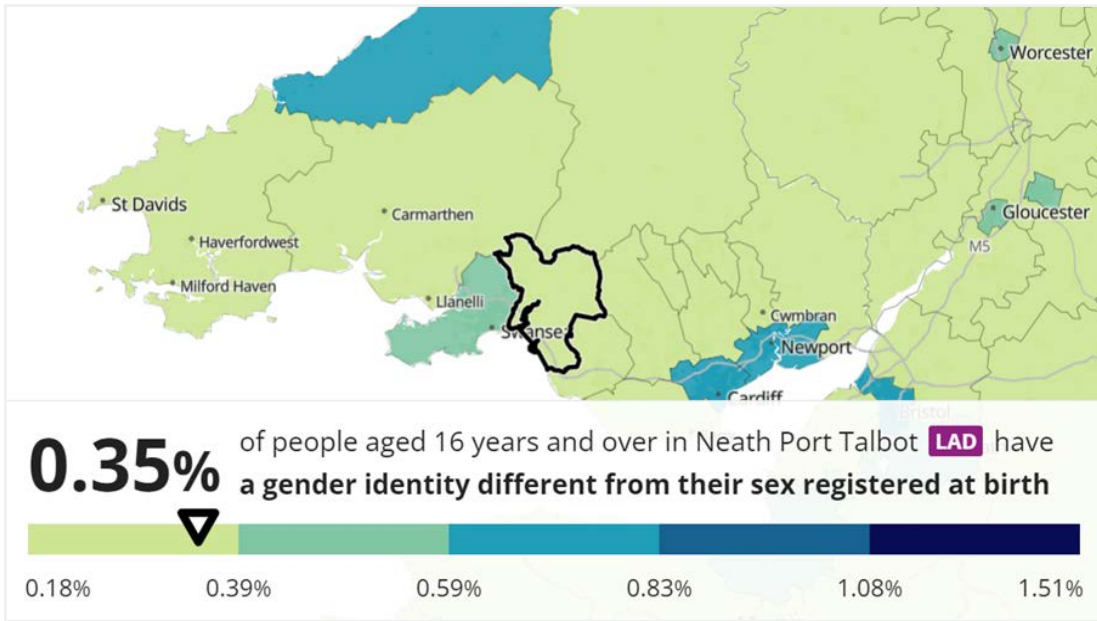 Worcester
St Davids
Carmarthen
Gloucester
Haverfordwest
M5
Milford Haven
Llanelli
Cwmbran
Swanse
Newport
Cardiff
Bristol
0.35% of people aged 16 years and over in Neath Port Talbot LAD have
a gender identity different from their sex registered at birth
0.18% 0.39% 0.59% 0.83% 1.08% 1.51%